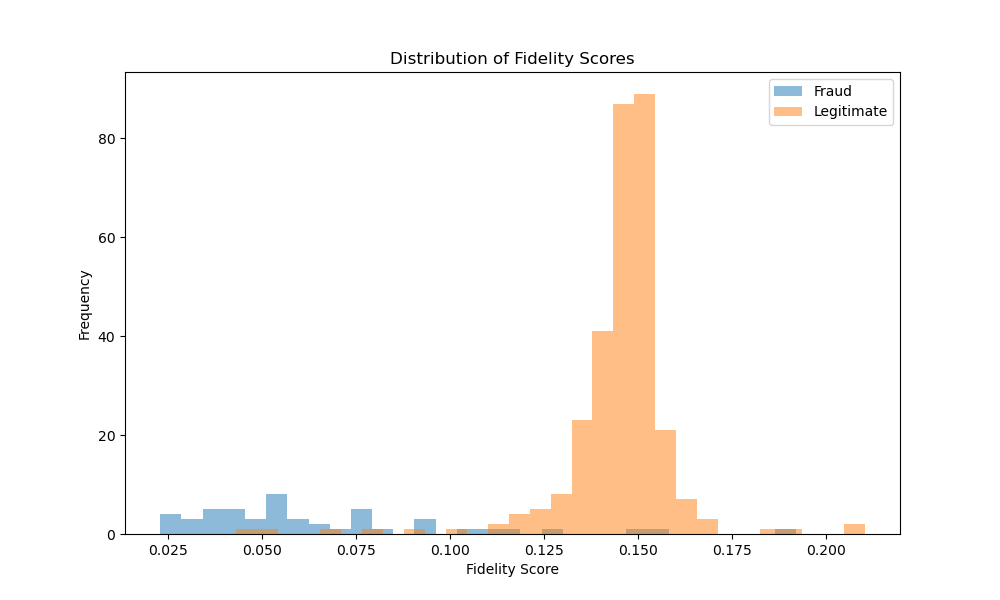 Distribution of Fidelity Scores
Fraud
Legitimate
80
60
40
20
0
Frequency
0.025 0.050 0.075 0.100 0.125 0.150 0.175 0.200
Fidelity Score